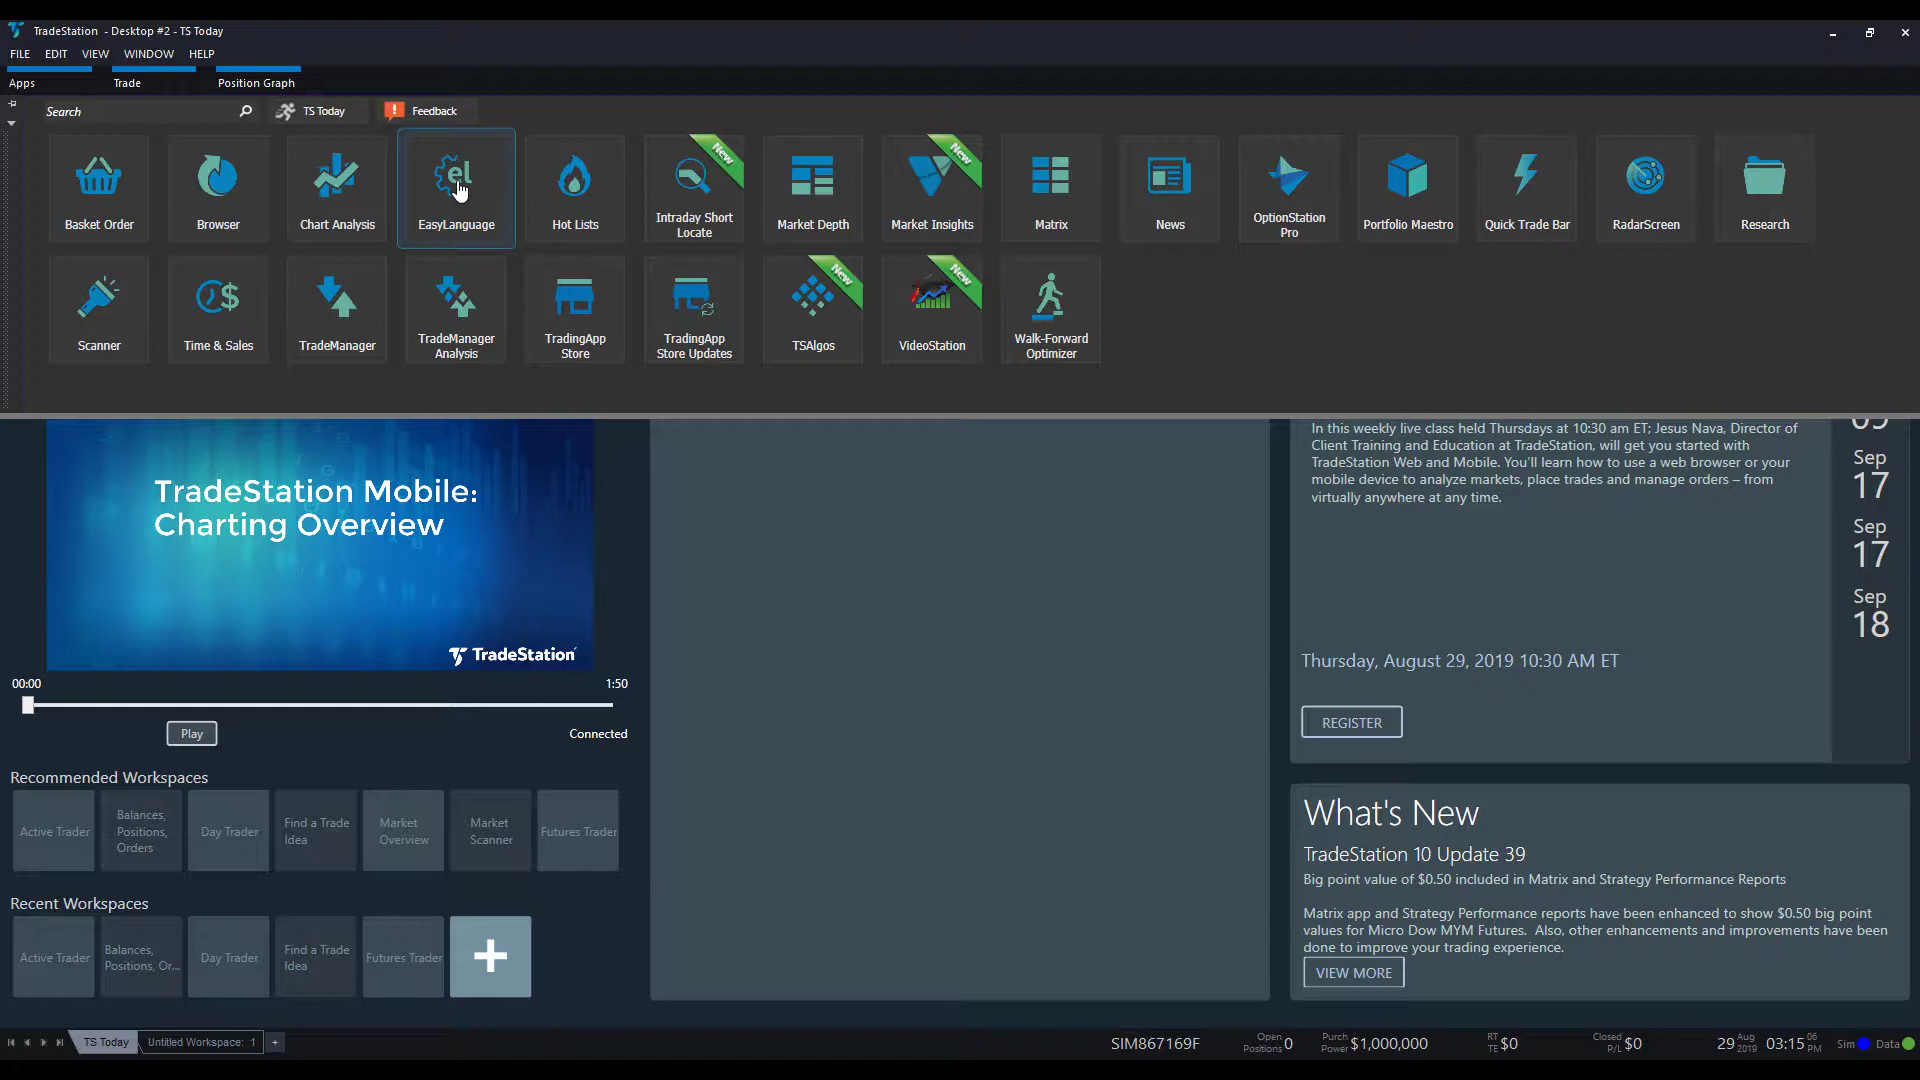 TradeStation - Desktop #2 - TS Today
FILE EDIT VIEW WINDOW HELP
Apps Trade Position Graph
Search TS Today Feedback
Basket Order
Browser
Chart Analysis
el
EasyLanguage
Hot Lists
New
Intraday Short
Locate
Market Depth
New
Market Insights
Matrix
News
OptionStation
Pro
Portfolio Maestro
Quick Trade Bar
RadarScreen
Research
Scanner
Time & Sales
TradeManager
TradeManager
Analysis
TradingApp
Store
TradingApp
Store Updates
New
TSAlgos
New
VideoStation
Walk-Forward
Optimizer
TradeStation Mobile:
Charting Overview
TradeStation
00:00 1:50
Play Connected
Recommended Workspaces
Active Trader
Balances,
Positions,
Orders
Day Trader
Find a Trade
Idea
Market
Overview
Market
Scanner
Futures Trader
Recent Workspaces
Active Trader
Balances,
Positions, Or...
Day Trader
Find a Trade
Idea
Futures Trader
+
In this weekly live class held Thursdays at 10:30 am ET; Jesus Nava, Director of
Client Training and Education at TradeStation, will get you started with
TradeStation Web and Mobile. You'll learn how to use a web browser or your
mobile device to analyze markets, place trades and manage orders – from
virtually anywhere at any time.
Thursday, August 29, 2019 10:30 AM ET
REGISTER
Sep
17
Sep
17
Sep
18
What's New
TradeStation 10 Update 39
Big point value of $0.50 included in Matrix and Strategy Performance Reports
Matrix app and Strategy Performance reports have been enhanced to show $0.50 big point
values for Micro Dow MYM Futures. Also, other enhancements and improvements have been
done to improve your trading experience.
VIEW MORE
TS Today Untitled Workspace: 1 +
SIM867169F
Open
Positions 0
Purch
Power $1,000,000
RT
TE $0
Closed
P/L $0
29 Aug
2019
03:15 06
PM
Sim Data